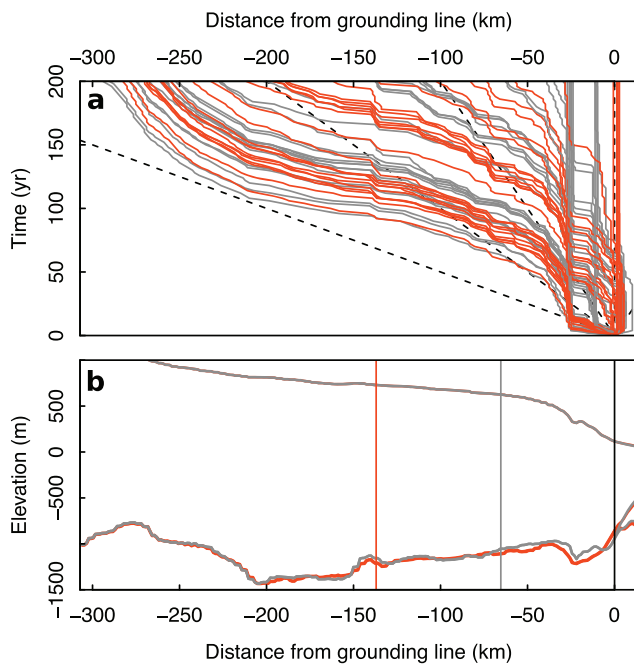 Distance from grounding line (km)
−300 −250 −200 −150 −100 −50 0
a
Time (yr)
200
150
100
50
0
b
Elevation (m)
500
0
−500
−1500
−300 −250 −200 −150 −100 −50 0
Distance from grounding line (km)